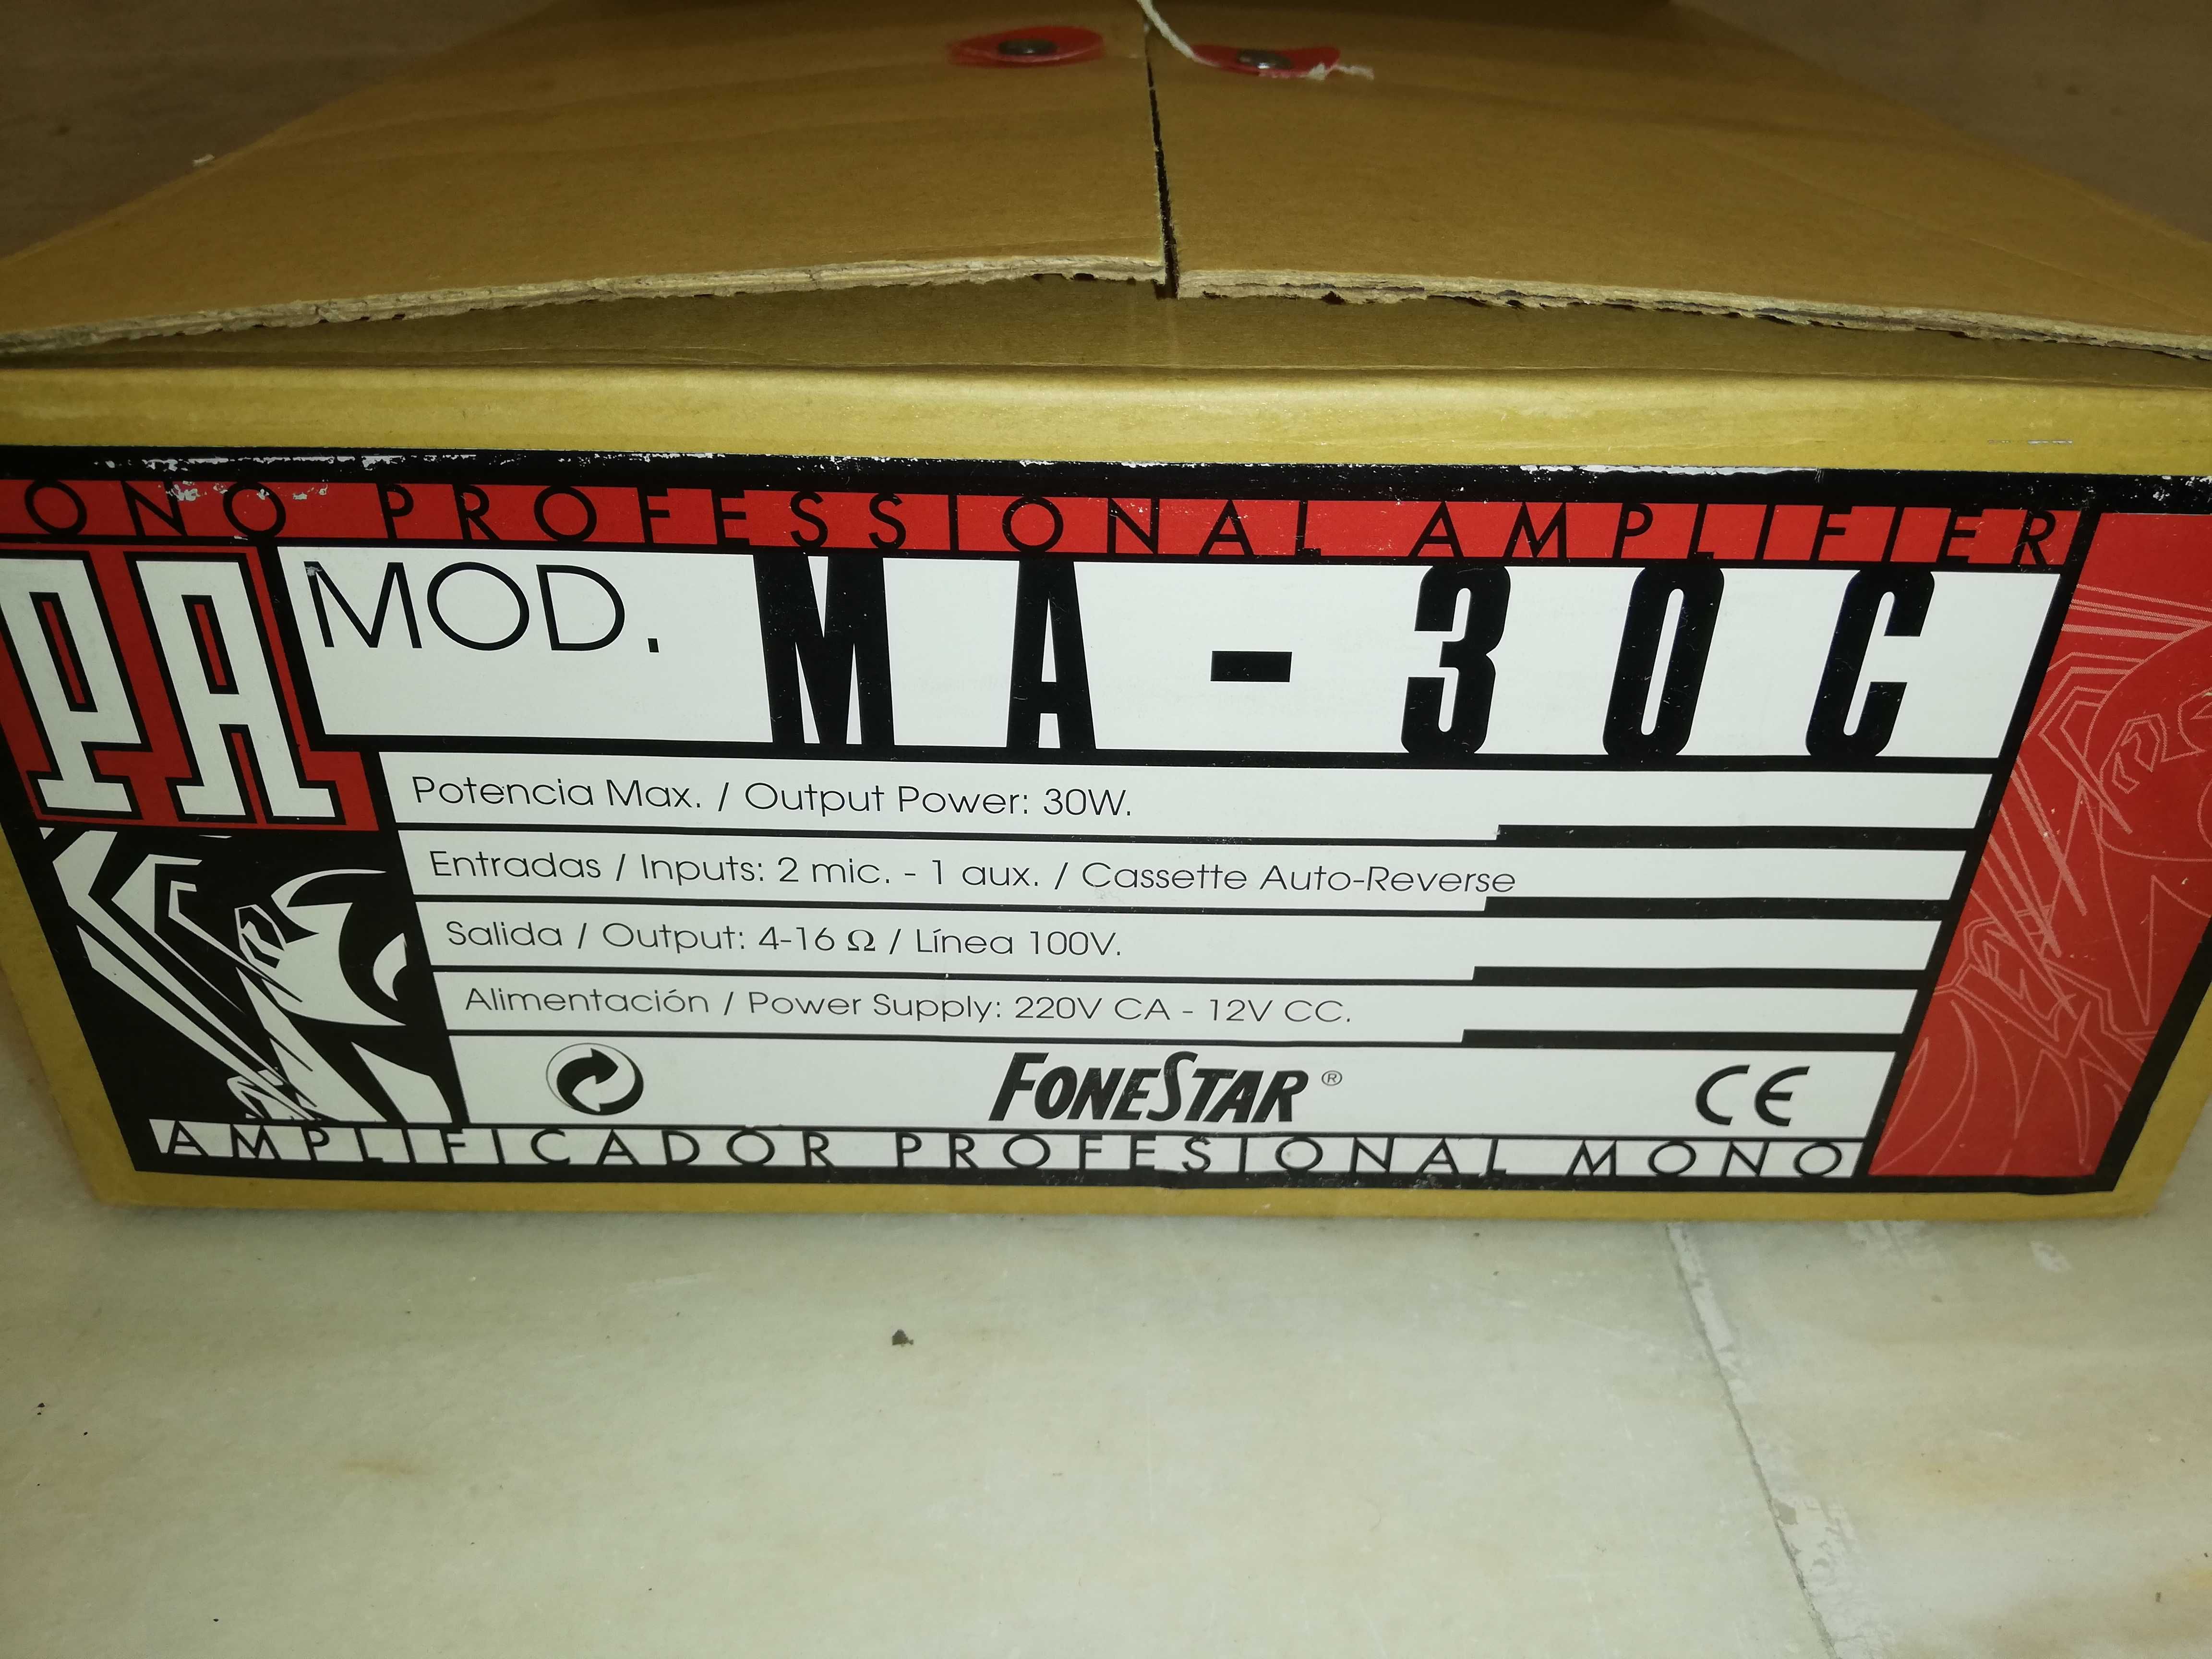 ONO PROFESSIONAL AMPLIFIER
PA
MOD. MA-30C
Potencia Max. / Output Power: 30W.
Entradas / Inputs: 2 mic. - 1 aux. / Cassette Auto-Reverse
Salida / Output: 4-16 Ω / Línea 100V.
Alimentación / Power Supply: 220V CA - 12V CC.
FONESTAR® CE
AMPLIFICADOR PROFESIONAL MONO